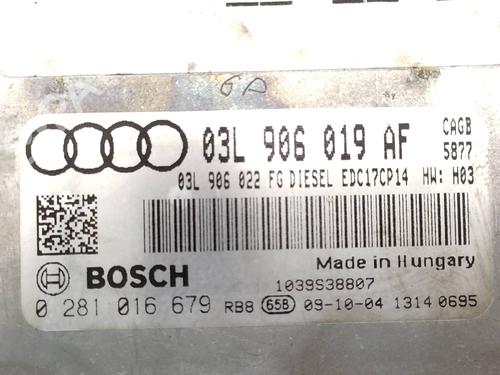 03L 906 019 AF
CAGB
5877
03L 906 022 FG DIESEL EDC17CP14 HW: H03
BOSCH
Made in Hungary
1039S38807
0 281 016 679 RB8 65B 09-10-04 1314 0695